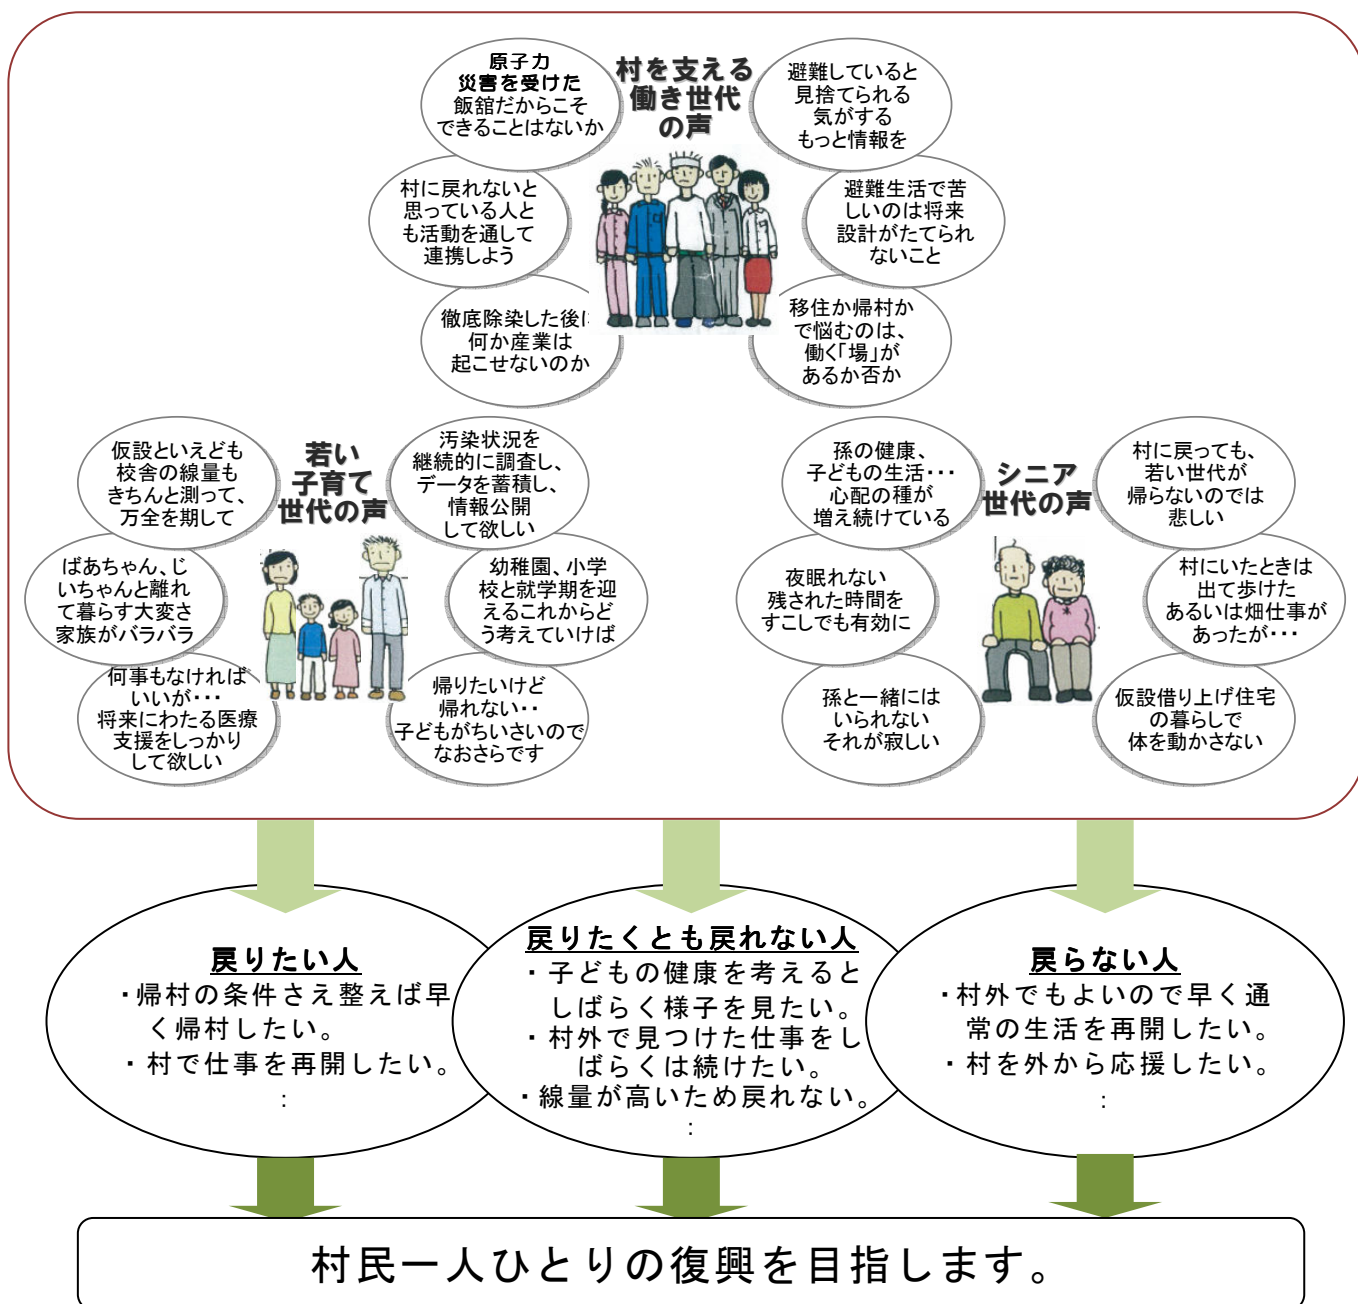 村を支える
働き世代
の声
原子力
災害を受けた
飯舘だからこそ
できることはないか
村に戻れないと
思っている人と
も活動を通して
連携しよう
徹底除染した後に
何か産業は
起こせないのか
避難していると
見捨てられる
気がする
もっと情報を
避難生活で苦
しいのは将来
設計がたてられ
ないこと
移住か帰村か
で悩むのは、
働く「場」が
あるか否か
若い
子育て
世代の声
仮設といえども
校舎の線量も
きちんと測って、
万全を期して
ばあちゃん、じ
いちゃんと離れ
て暮らす大変さ
家族がバラバラ
何事もなければ
いいが・・・
将来にわたる医療
支援をしっかり
して欲しい
汚染状況を
継続的に調査し、
データを蓄積し、
情報公開
して欲しい
幼稚園、小学
校と就学期を迎
えるこれからど
う考えていけば
帰りたいけど
帰れない・・
子どもがちいさいので
なおさらです
シニア
世代の声
孫の健康、
子どもの生活・・・
心配の種が
増え続けている
夜眠れない
残された時間を
すこしでも有効に
孫と一緒には
いられない
それが寂しい
村に戻っても、
若い世代が
帰らないのでは
悲しい
村にいたときは
出て歩けた
あるいは畑仕事が
あったが・・・
仮設借り上げ住宅
の暮らしで
体を動かさない
戻りたい人
・帰村の条件さえ整えば早
く帰村したい。
・村で仕事を再開したい。
：
戻りたくとも戻れない人
・子どもの健康を考えると
しばらく様子を見たい。
・村外で見つけた仕事をし
ばらくは続けたい。
・線量が高いため戻れない。
：
戻らない人
・村外でもよいので早く通
常の生活を再開したい。
・村を外から応援したい。
：
村民一人ひとりの復興を目指します。